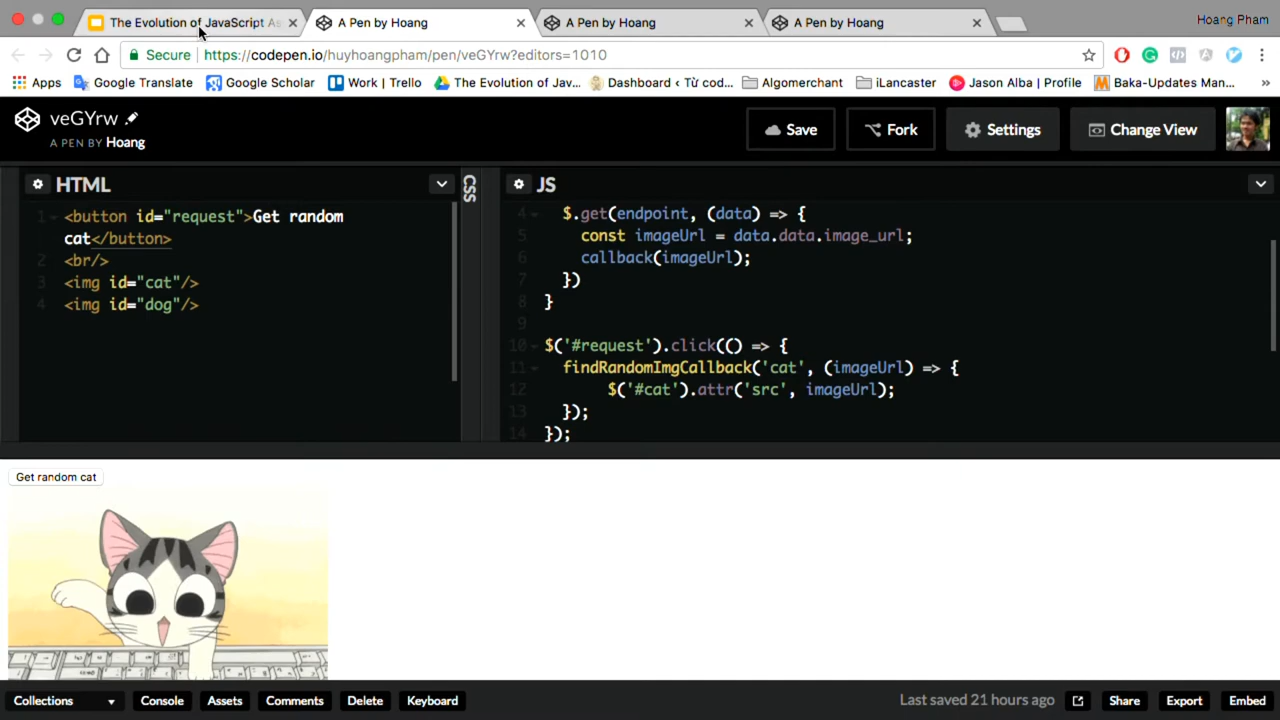 The Evolution of JavaScript As
A Pen by Hoang
A Pen by Hoang
A Pen by Hoang
Hoang Pham
Secure
https://codepen.io/huyhoangpham/pen/veGYrw?editors=1010
Apps
Google Translate
Google Scholar
Work | Trello
The Evolution of Jav...
Dashboard ‹ Từ cod...
Algomerchant
iLancaster
Jason Alba | Profile
Baka-Updates Man...
»
veGYrw
A PEN BY Hoang
Save
Fork
Settings
Change View
HTML
1 <button id="request">Get random
cat</button>
2 <br/>
3 <img id="cat"/>
4 <img id="dog"/>
CSS
JS
4 $.get(endpoint, (data) => {
5 const imageUrl = data.data.image_url;
6 callback(imageUrl);
7 })
8 }
9
10 $('#request').click(() => {
11 findRandomImgCallback('cat', (imageUrl) => {
12 $('#cat').attr('src', imageUrl);
13 });
14 });
Get random cat
Collections
Console
Assets
Comments
Delete
Keyboard
Last saved 21 hours ago
Share
Export
Embed